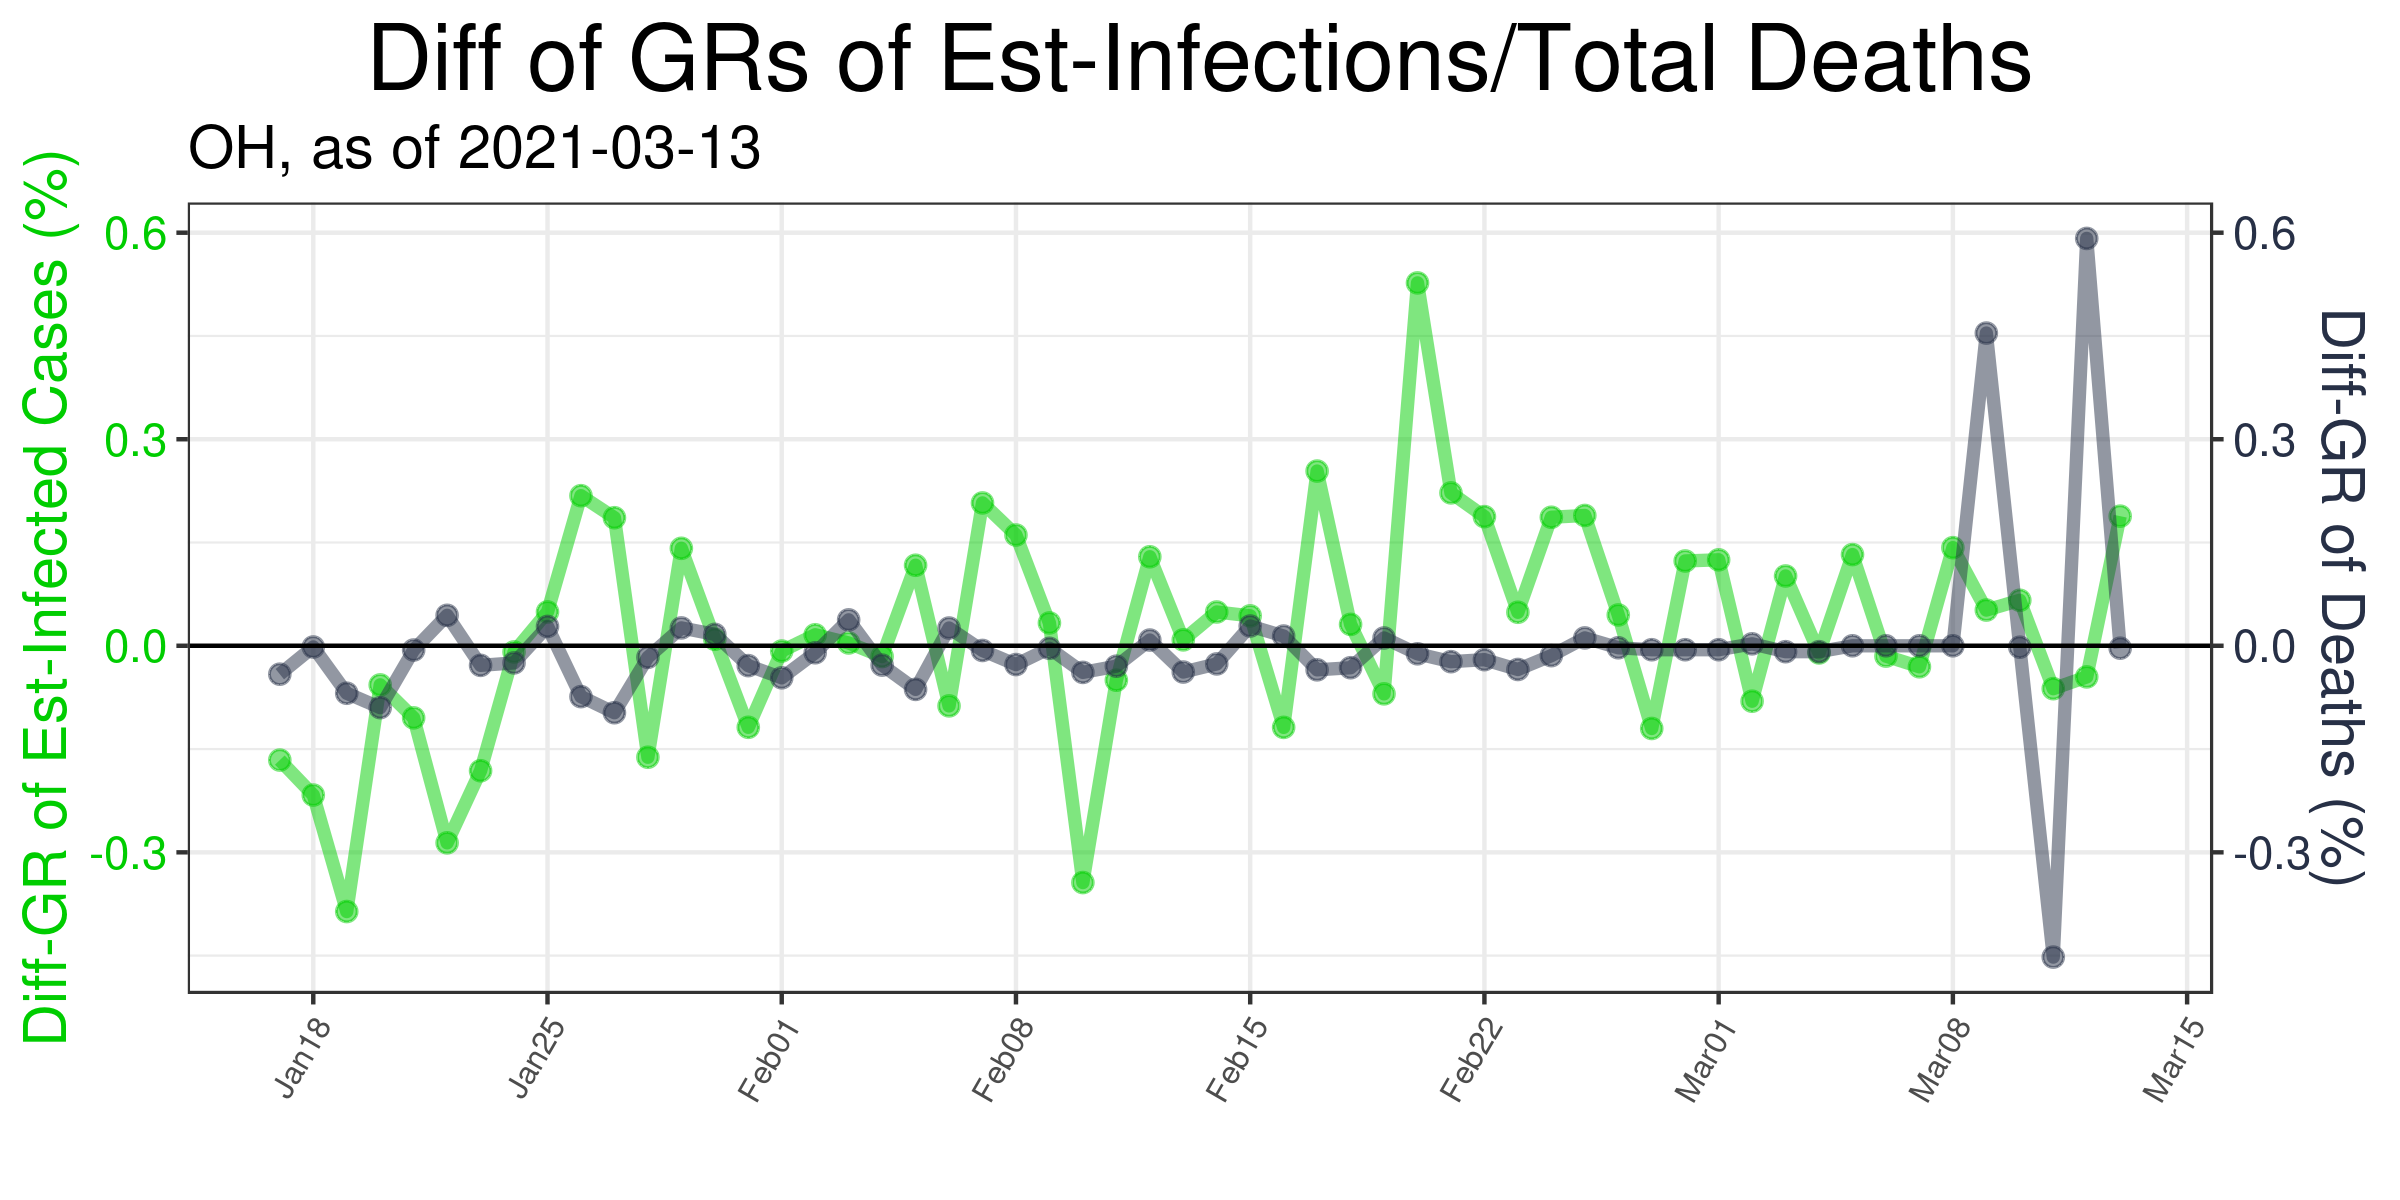 Diff of GRs of Est-Infections/Total Deaths
OH, as of 2021-03-13
Diff-GR of Est-Infected Cases (%)
0.6
0.3
0.0
-0.3
0.6
0.3
0.0
-0.3
Diff-GR of Deaths (%)
Jan18
Jan25
Feb01
Feb08
Feb15
Feb22
Mar01
Mar08
Mar15